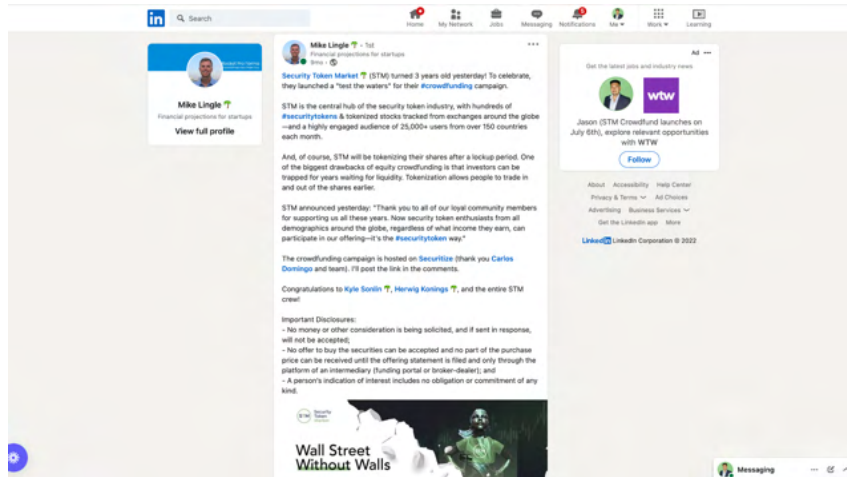 in
Search
Home
My Network
Jobs
Messaging
Notifications
Me
Work
Learning
Mike Lingle
Financial projections for startups
View full profile
Mike Lingle • 1st
Financial projections for startups
9mo •
Security Token Market (STM) turned 3 years old yesterday! To celebrate,
they launched a "test the waters" for their #crowdfunding campaign.
STM is the central hub of the security token industry, with hundreds of
#securitytokens & tokenized stocks tracked from exchanges around the globe
—and a highly engaged audience of 25,000+ users from over 150 countries
each month.
And, of course, STM will be tokenizing their shares after a lockup period. One
of the biggest drawbacks of equity crowdfunding is that investors can be
trapped for years waiting for liquidity. Tokenization allows people to trade in
and out of the shares earlier.
STM announced yesterday: "Thank you to all of our loyal community members
for supporting us all these years. Now security token enthusiasts from all
demographics around the globe, regardless of what income they earn, can
participate in our offering—it's the #securitytoken way."
The crowdfunding campaign is hosted on Securitize (thank you Carlos
Domingo and team). I'll post the link in the comments.
Congratulations to Kyle Sonlin, Herwig Konings, and the entire STM
crew!
Important Disclosures:
- No money or other consideration is being solicited, and if sent in response,
will not be accepted;
- No offer to buy the securities can be accepted and no part of the purchase
price can be received until the offering statement is filed and only through the
platform of an intermediary (funding portal or broker-dealer); and
- A person's indication of interest includes no obligation or commitment of any
kind.
STM Security
Token
Market
Wall Street
Without Walls
Ad
Get the latest jobs and industry news
wtw
Jason (STM Crowdfund launches on
July 6th), explore relevant opportunities
with WTW
Follow
About Accessibility Help Center
Privacy & Terms Ad Choices
Advertising Business Services
Get the LinkedIn app More
LinkedIn LinkedIn Corporation © 2022
Messaging